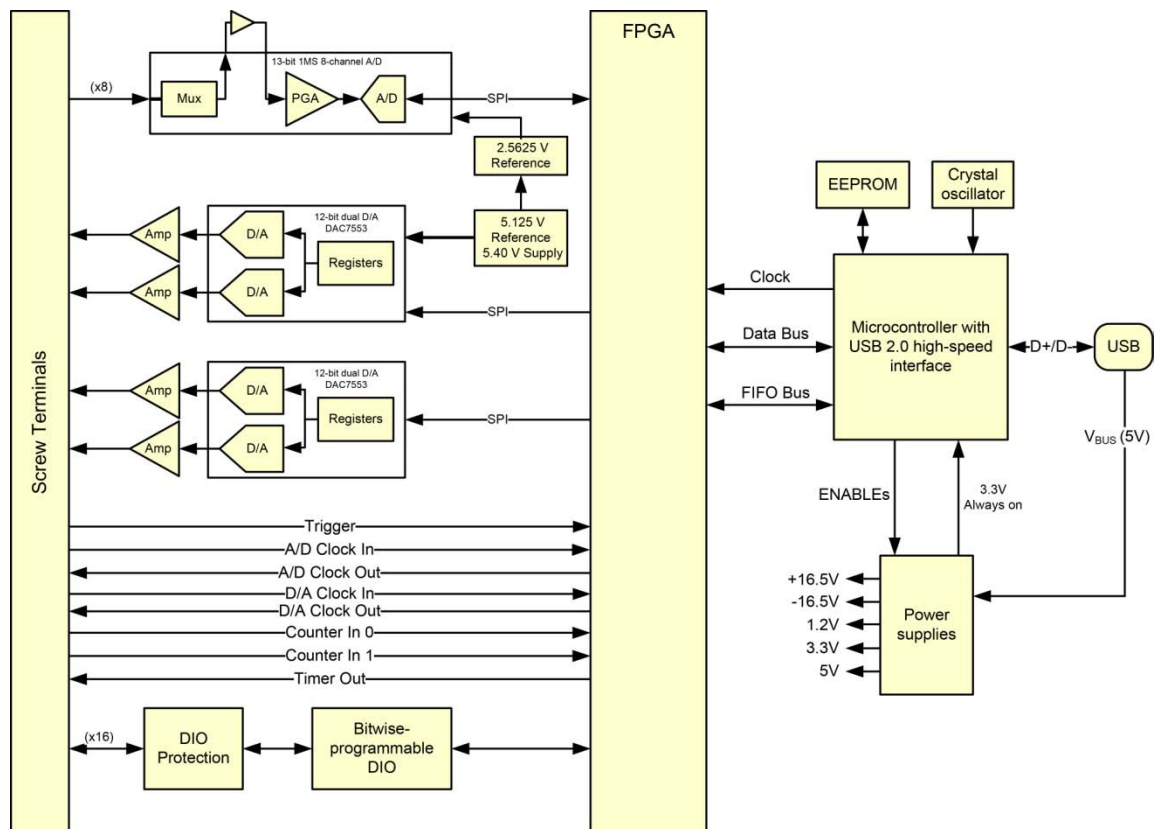 FPGA
13-bit 1MS 8-channel A/D
(x8)
Mux
PGA
A/D
SPI
2.5625 V
Reference
5.125 V
Reference
5.40 V Supply
12-bit dual D/A
DAC7553
Amp
D/A
Registers
Amp
D/A
SPI
12-bit dual D/A
DAC7553
Amp
D/A
Registers
SPI
Amp
D/A
Screw Terminals
Trigger
A/D Clock In
A/D Clock Out
D/A Clock In
D/A Clock Out
Counter In 0
Counter In 1
Timer Out
(x16)
DIO
Protection
Bitwise-
programmable
DIO
EEPROM
Crystal
oscillator
Clock
Data Bus
FIFO Bus
Microcontroller with
USB 2.0 high-speed
interface
D+/D-
USB
VBUS (5V)
ENABLEs
3.3V
Always on
+16.5V
-16.5V
1.2V
3.3V
5V
Power
supplies